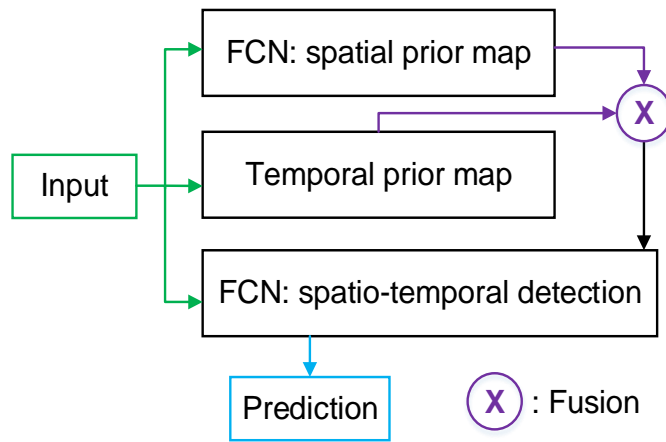 FCN: spatial prior map
X
Input
Temporal prior map
FCN: spatio-temporal detection
Prediction
X : Fusion